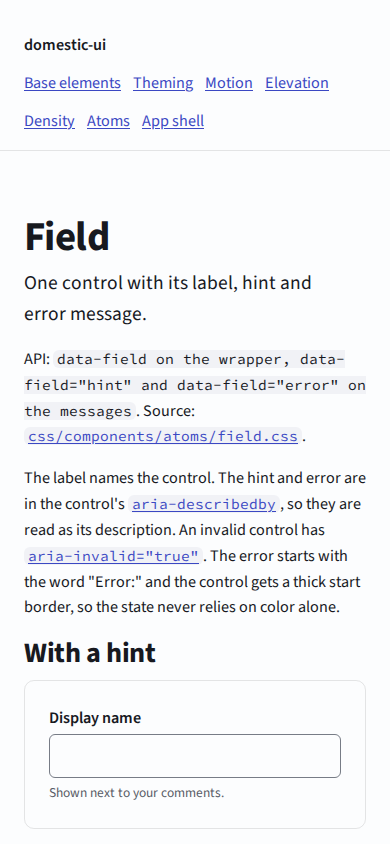 domestic-ui
Base elements Theming Motion Elevation
Density Atoms App shell
Field
One control with its label, hint and
error message.
API: data-field on the wrapper, data-
field="hint" and data-field="error" on
the messages. Source:
css/components/atoms/field.css.
The label names the control. The hint and error are
in the control's aria-describedby, so they are
read as its description. An invalid control has
aria-invalid="true". The error starts with
the word "Error:" and the control gets a thick start
border, so the state never relies on color alone.
With a hint
Display name
Shown next to your comments.